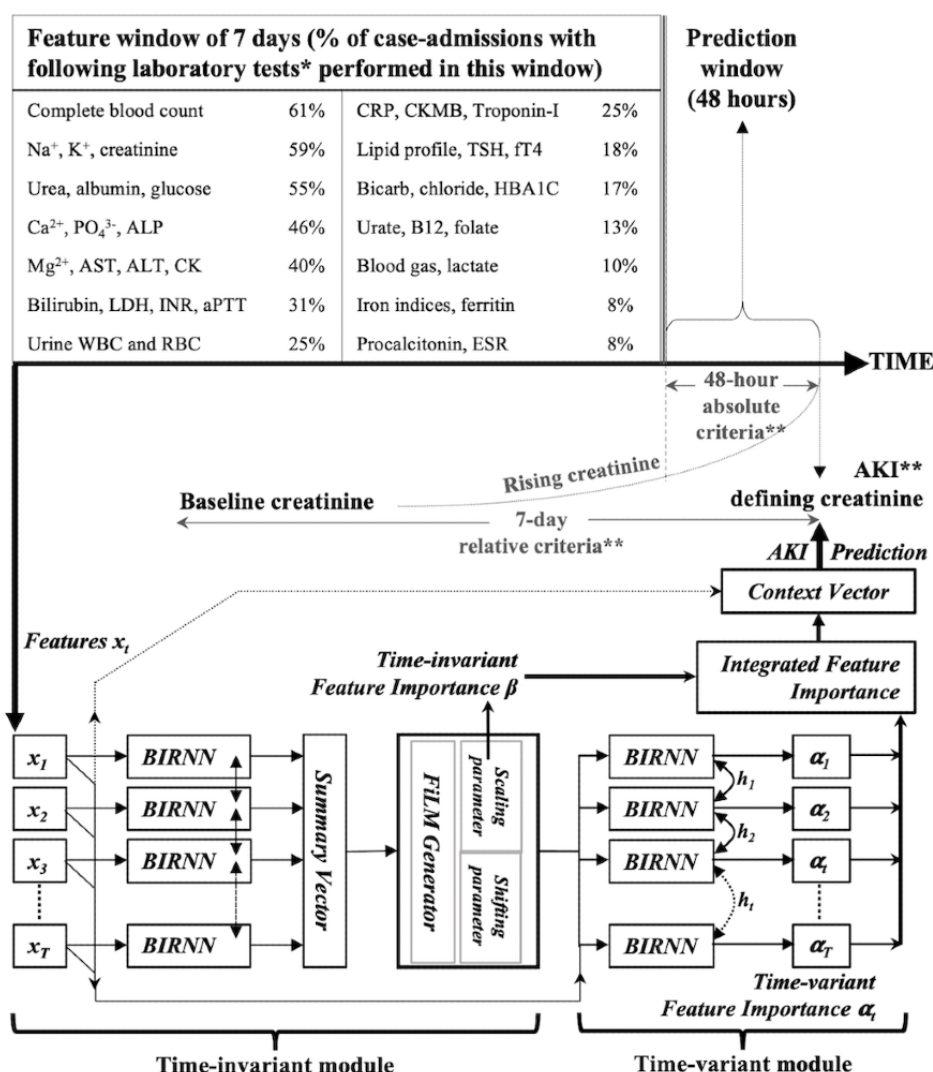 Feature window of 7 days (% of case-admissions with
following laboratory tests* performed in this window)
Complete blood count 61%
Na⁺, K⁺, creatinine 59%
Urea, albumin, glucose 55%
Ca²⁺, PO₄³⁻, ALP 46%
Mg²⁺, AST, ALT, CK 40%
Bilirubin, LDH, INR, aPTT 31%
Urine WBC and RBC 25%
CRP, CKMB, Troponin-I 25%
Lipid profile, TSH, fT4 18%
Bicarb, chloride, HBA1C 17%
Urate, B12, folate 13%
Blood gas, lactate 10%
Iron indices, ferritin 8%
Procalcitonin, ESR 8%
Prediction
window
(48 hours)
TIME
48-hour
absolute
criteria**
Rising creatinine
Baseline creatinine
AKI**
defining creatinine
7-day
relative criteria**
AKI Prediction
Context Vector
Integrated Feature
Importance
Features xₜ
Time-invariant
Feature Importance β
x₁
x₂
x₃
x_T
BIRNN
BIRNN
BIRNN
BIRNN
Summary Vector
FiLM Generator
Scaling
parameter
Shifting
parameter
BIRNN
BIRNN
BIRNN
BIRNN
h₁
h₂
hₜ
α₁
α₂
αₜ
α_T
Time-variant
Feature Importance αₜ
Time-invariant module
Time-variant module